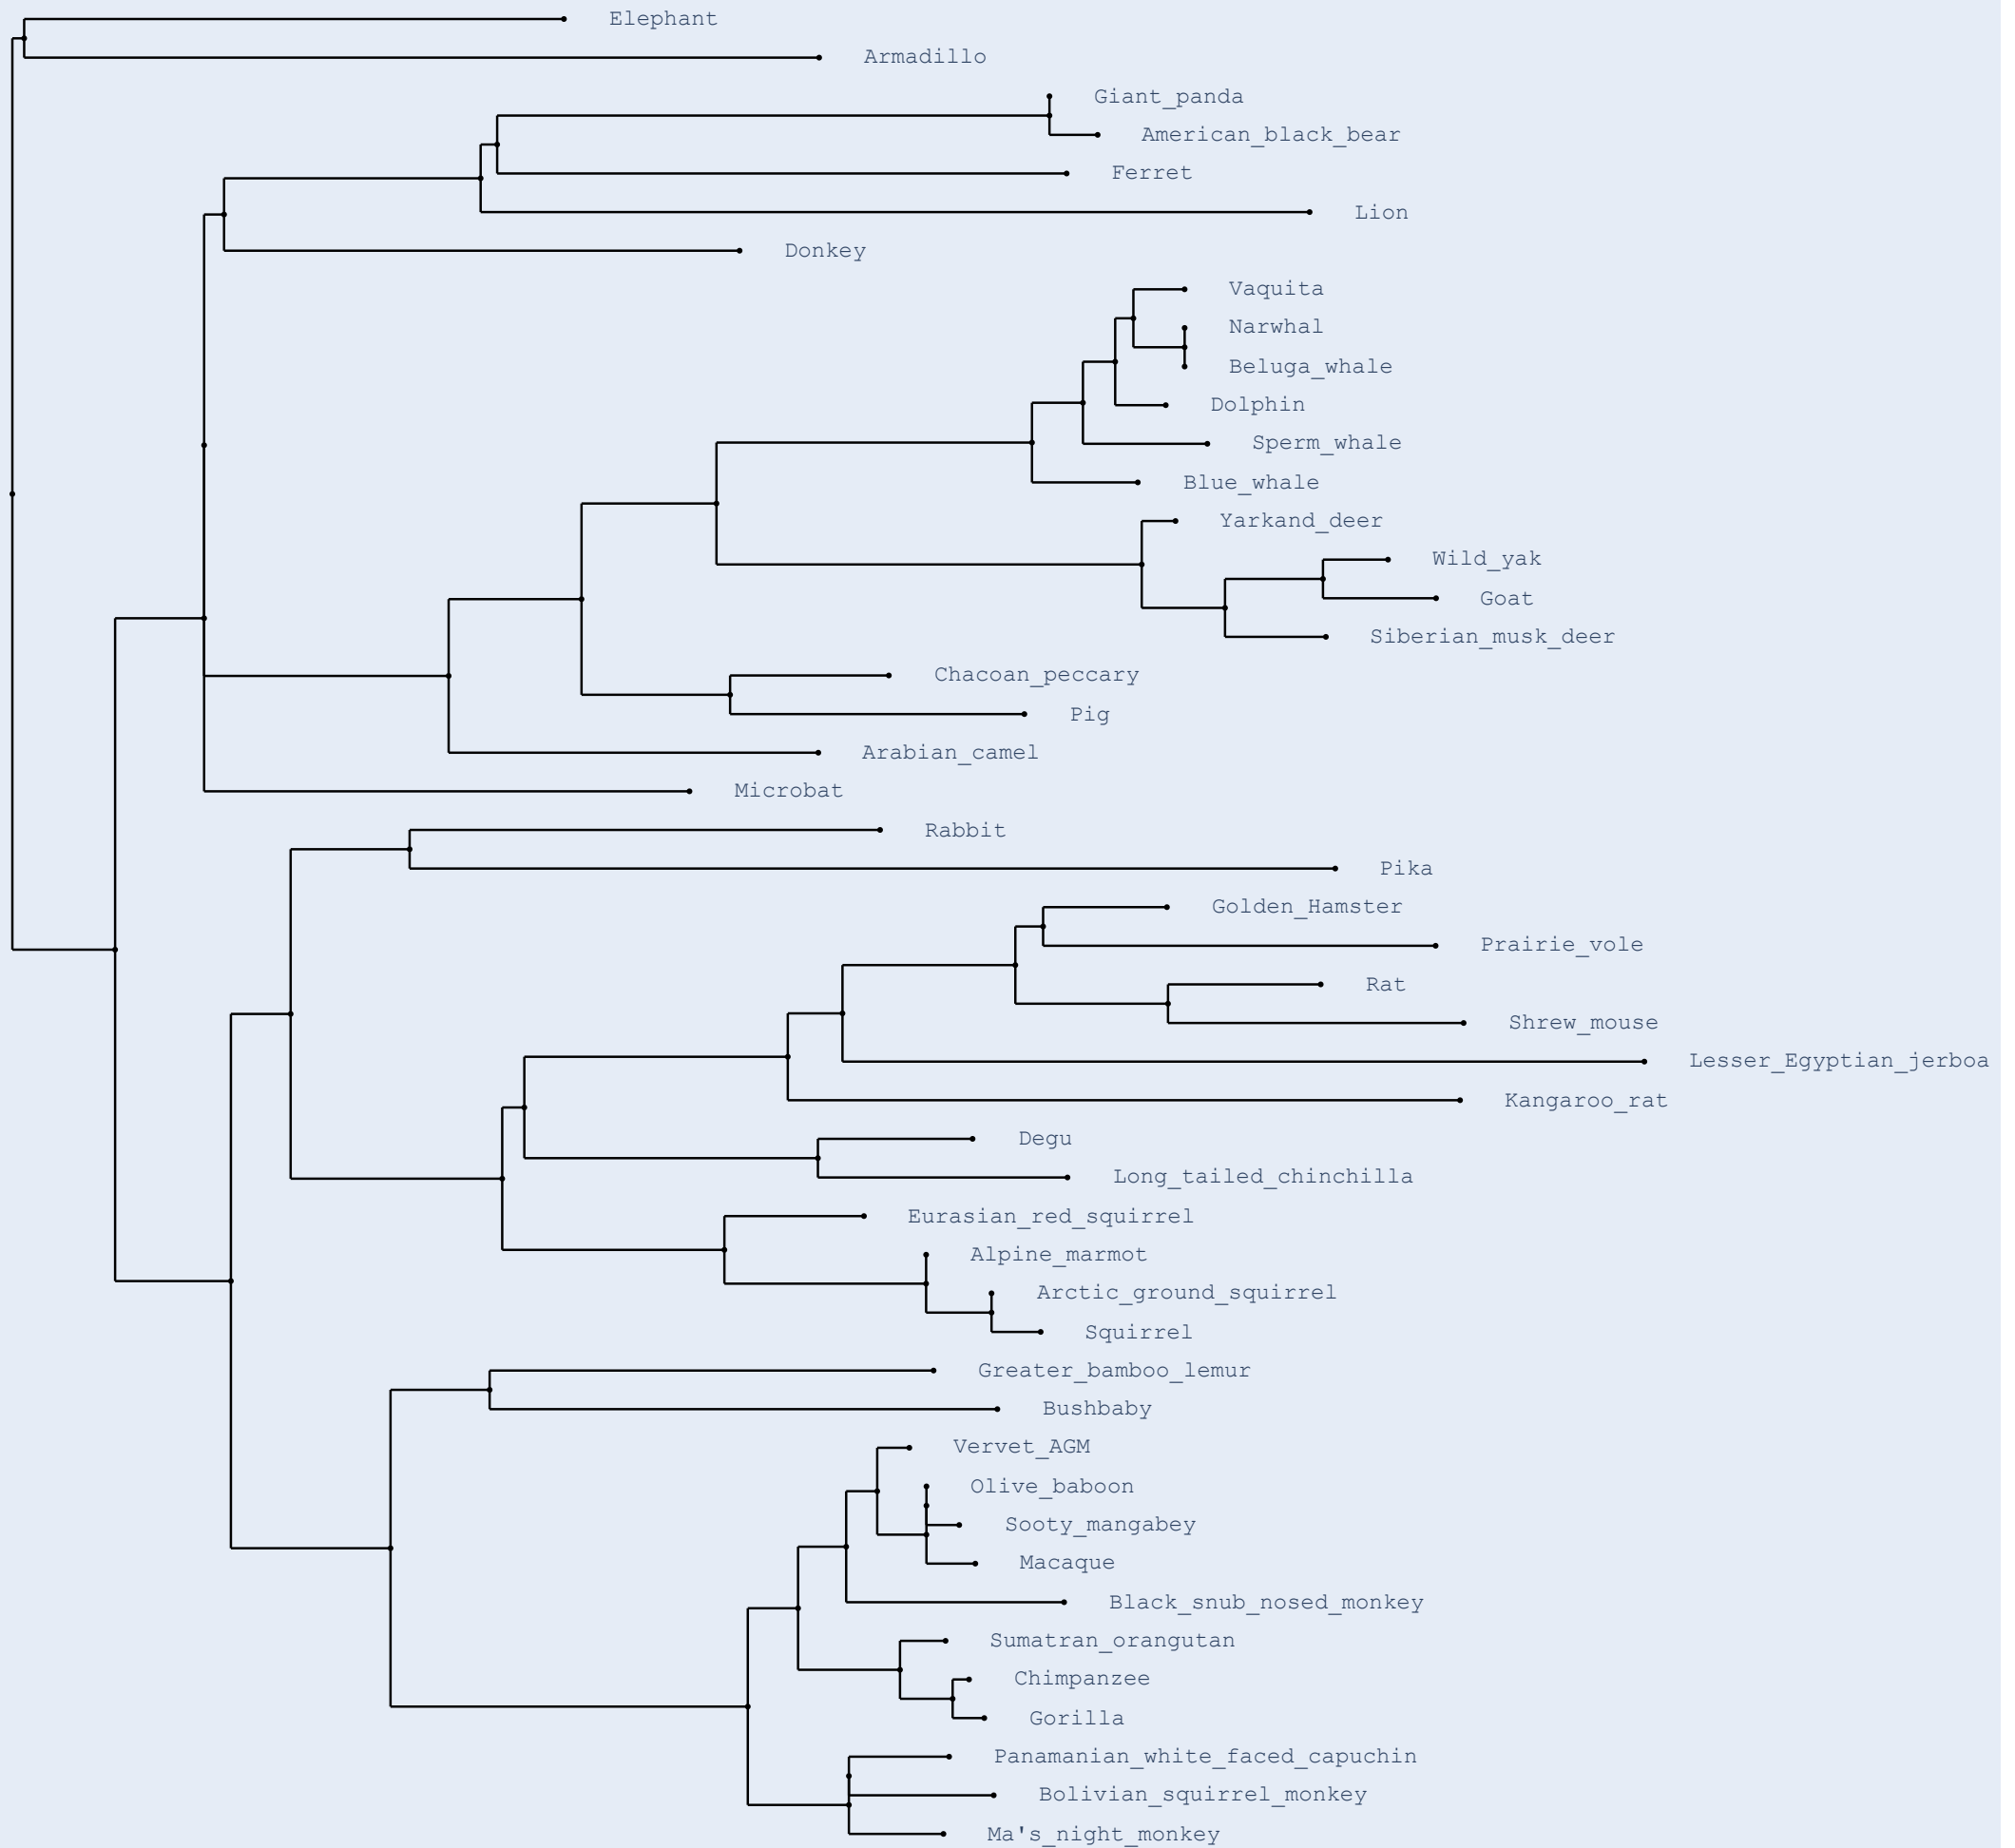 Elephant
Armadillo
Giant_panda
American_black_bear
Ferret
Lion
Donkey
Vaquita
Narwhal
Beluga_whale
Dolphin
Sperm_whale
Blue_whale
Yarkand_deer
Wild_yak
Goat
Siberian_musk_deer
Chacoan_peccary
Pig
Arabian_camel
Microbat
Rabbit
Pika
Golden_Hamster
Prairie_vole
Rat
Shrew_mouse
Lesser_Egyptian_jerboa
Kangaroo_rat
Degu
Long_tailed_chinchilla
Eurasian_red_squirrel
Alpine_marmot
Arctic_ground_squirrel
Squirrel
Greater_bamboo_lemur
Bushbaby
Vervet_AGM
Olive_baboon
Sooty_mangabey
Macaque
Black_snub_nosed_monkey
Sumatran_orangutan
Chimpanzee
Gorilla
Panamanian_white_faced_capuchin
Bolivian_squirrel_monkey
Ma's_night_monkey